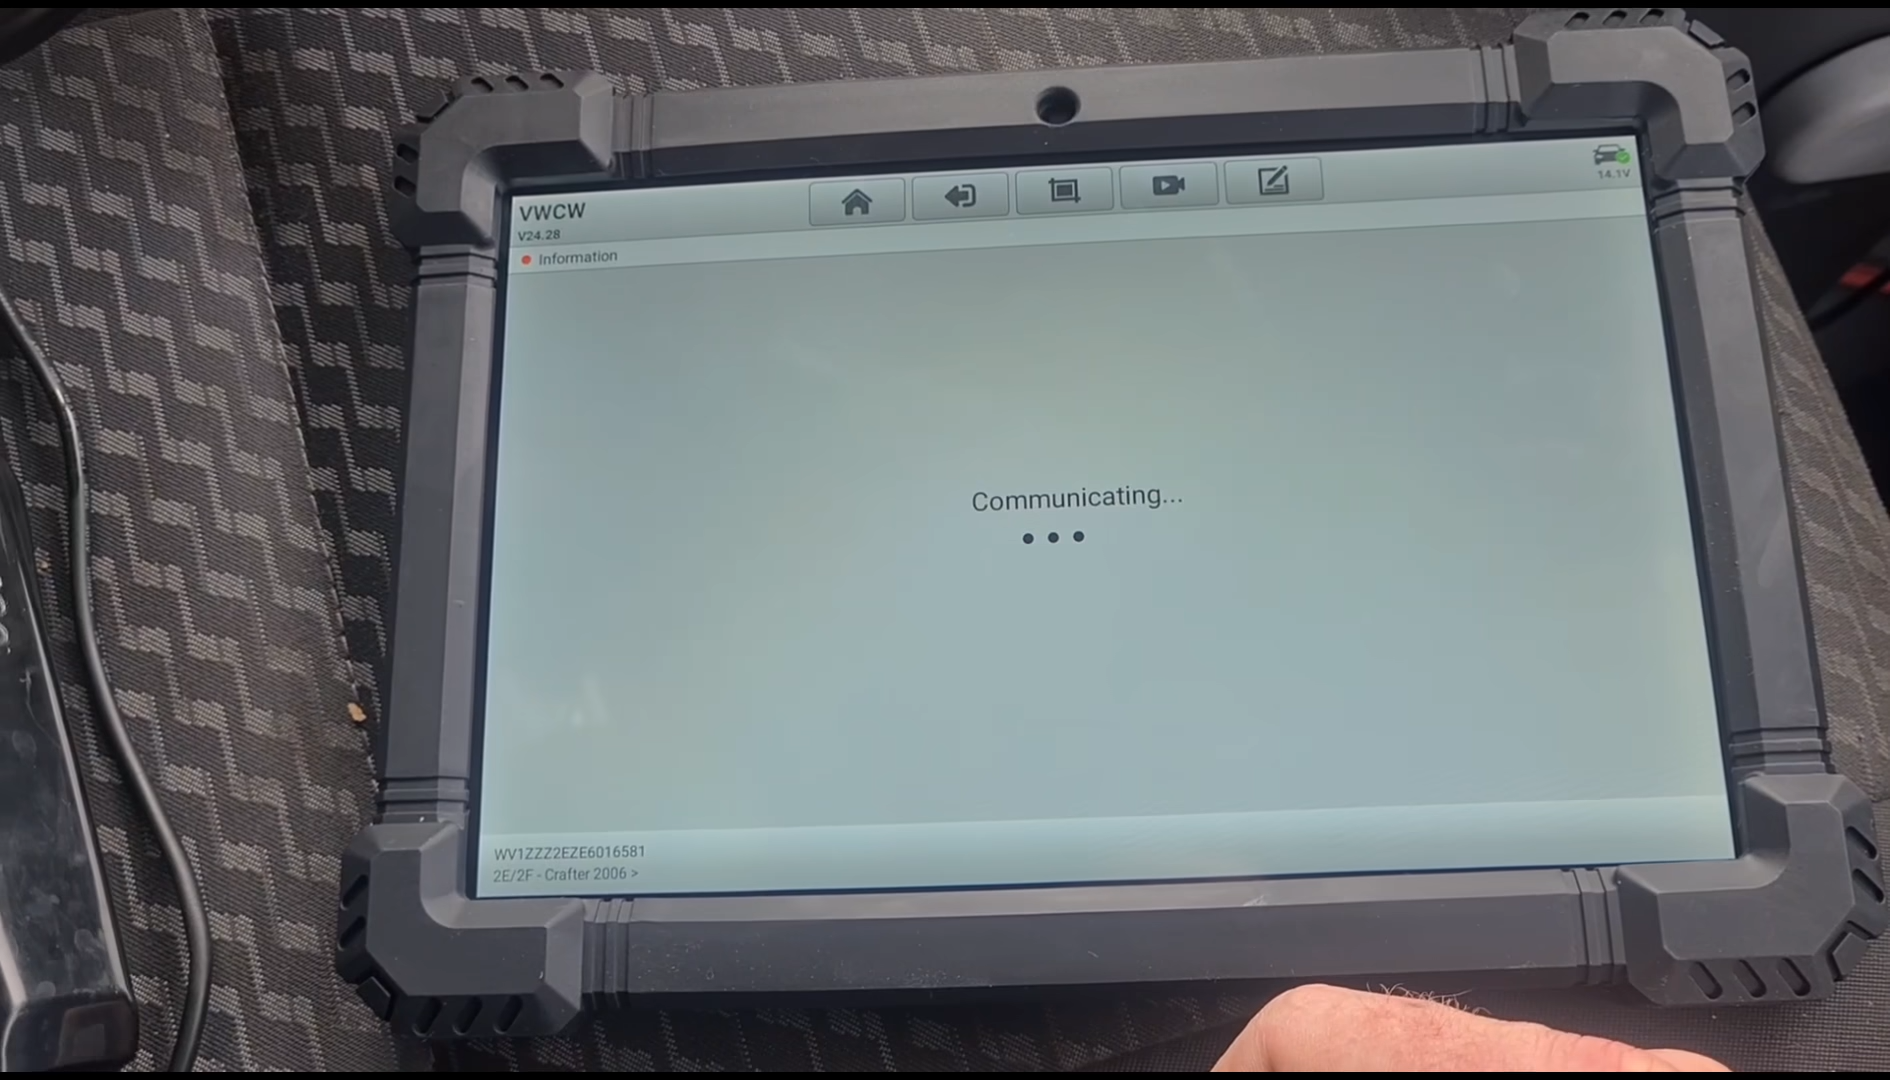 VWCW
V24.28
14.1V
Information
Communicating...
WV1ZZZ2EZE6016581
2E/2F - Crafter 2006 >